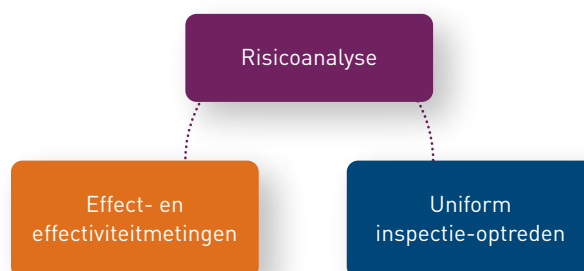 Risicoanalyse
Effect- en
effectiviteitmetingen
Uniform
inspectie-optreden